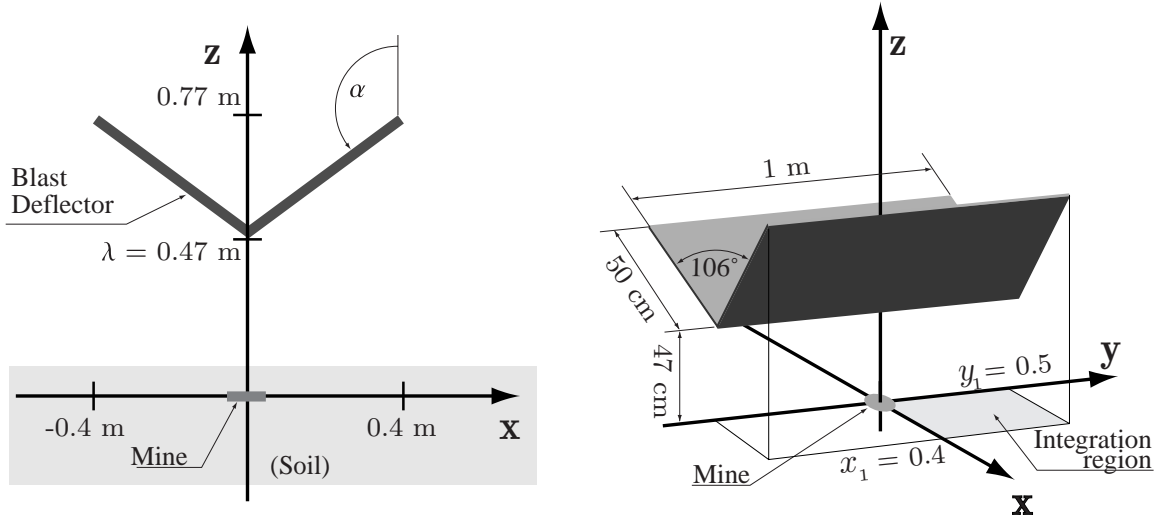 z
0.77 m
α
Blast
Deflector
λ = 0.47 m
-0.4 m
0.4 m
x
Mine
(Soil)
z
1 m
106°
50 cm
47 cm
y
y₁ = 0.5
x₁ = 0.4
Mine
Integration
region
x